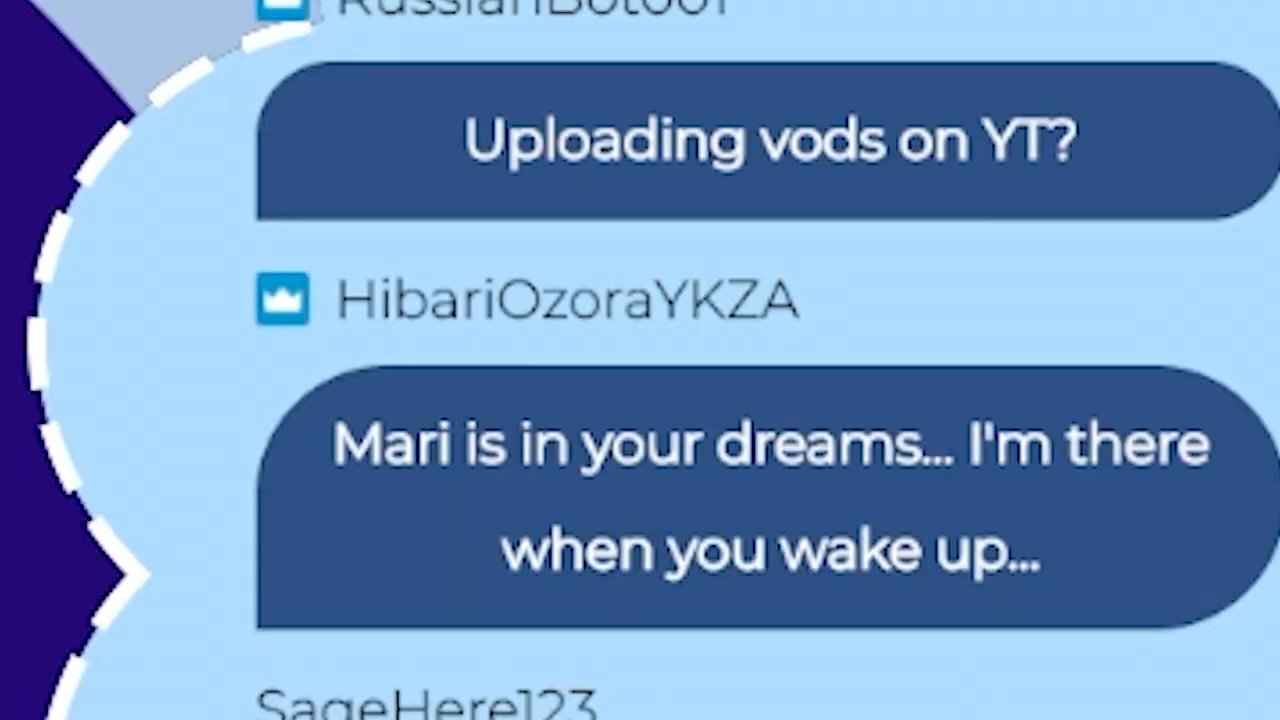 Uploading vods on YT?
HibariOzoraYKZA
Mari is in your dreams... I'm there
when you wake up...
SageHere123